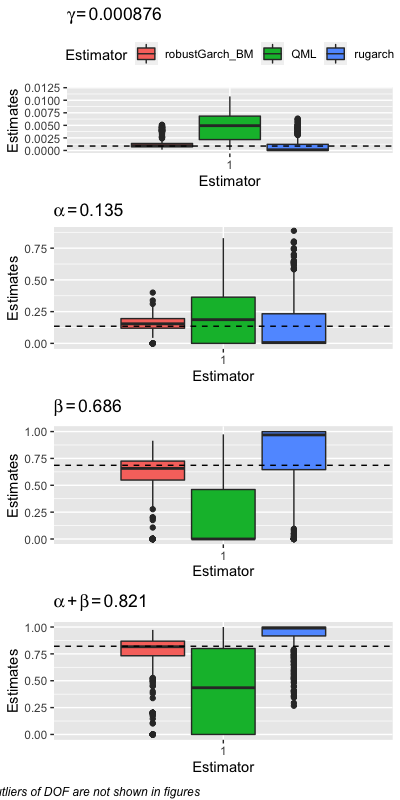 γ=0.000876
Estimator robustGarch_BM QML rugarch
Estimates
0.0125
0.0100
0.0075
0.0050
0.0025
0.0000
1
Estimator
α=0.135
Estimates
0.75
0.50
0.25
0.00
1
Estimator
β=0.686
Estimates
1.00
0.75
0.50
0.25
0.00
1
Estimator
α+β=0.821
Estimates
1.00
0.75
0.50
0.25
0.00
1
Estimator
utliers of DOF are not shown in figures